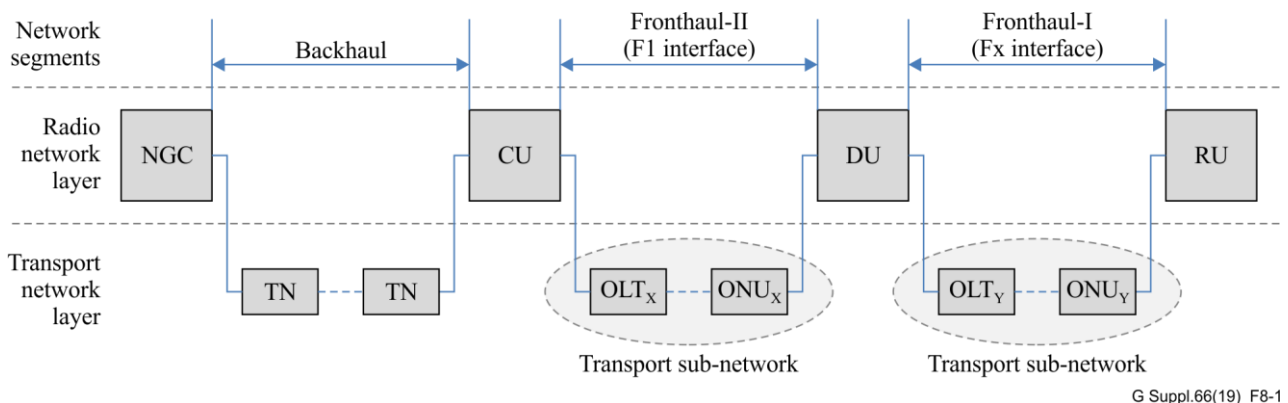 Network
segments
Backhaul
Fronthaul-II
(F1 interface)
Fronthaul-I
(Fx interface)
Radio
network
layer
NGC
CU
DU
RU
Transport
network
layer
TN
TN
OLTX
ONUX
OLTY
ONUY
Transport sub-network
Transport sub-network
G Suppl.66(19)_F8-1